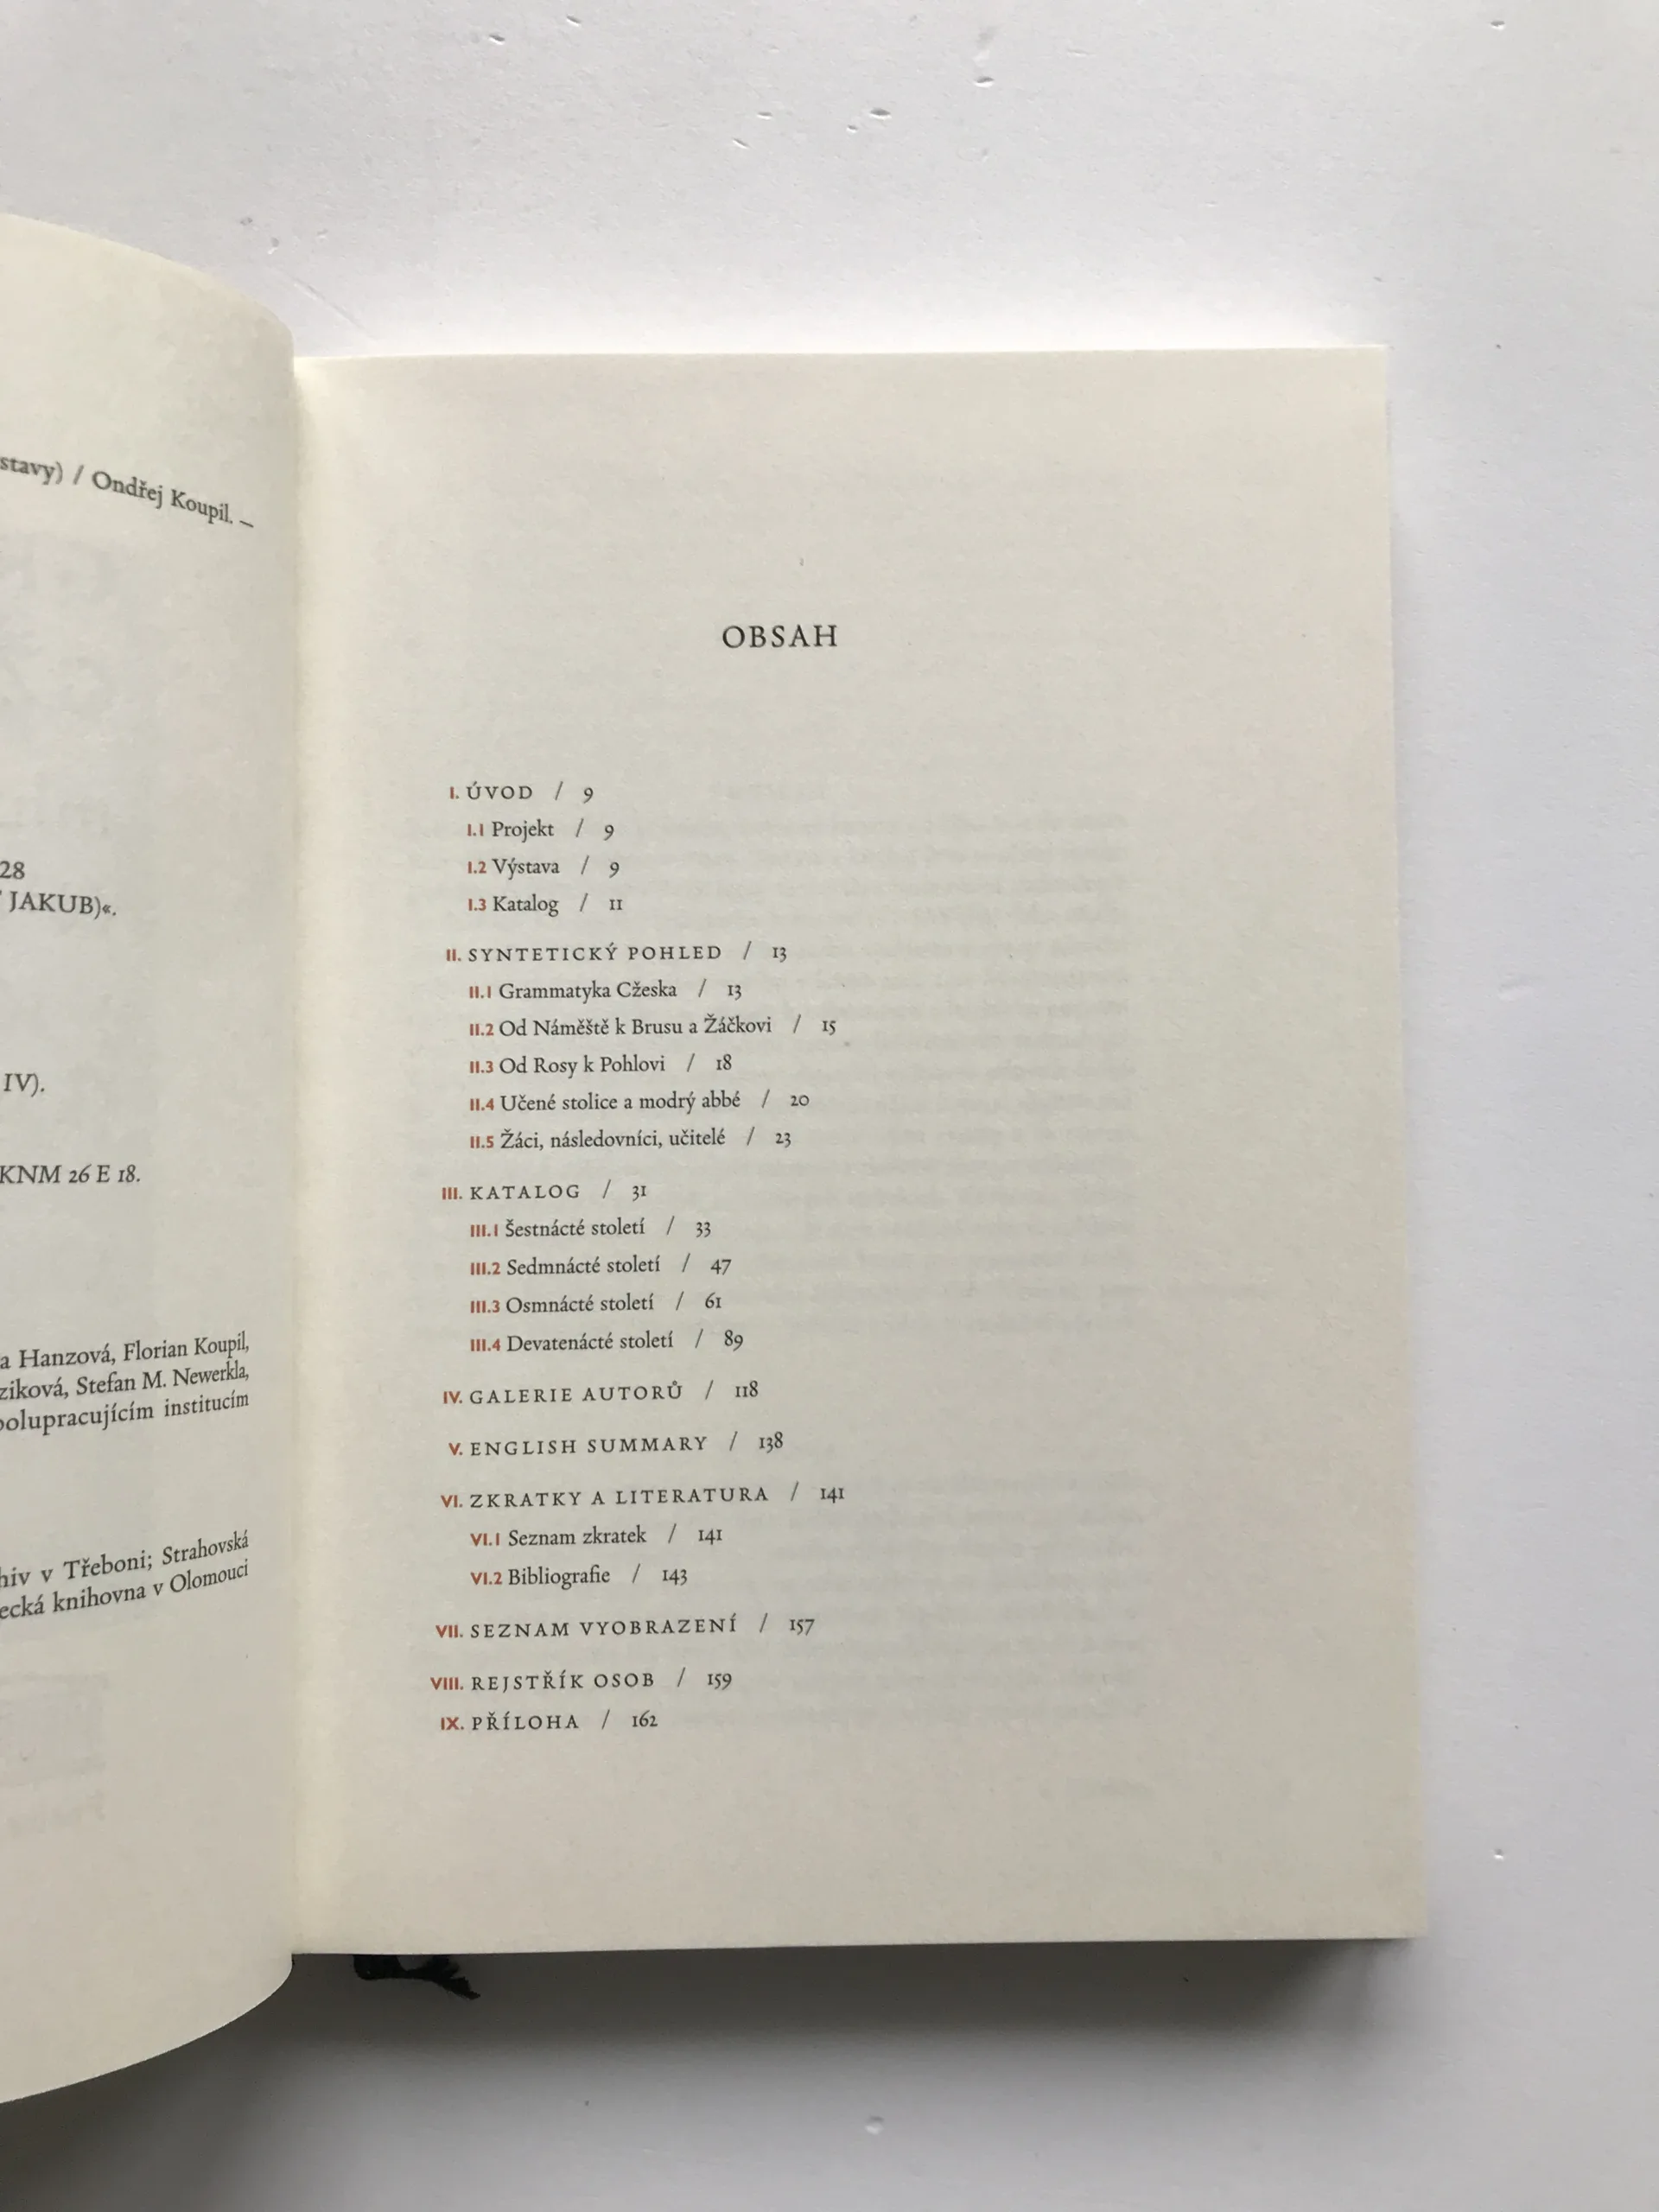 stavy) / Ondřej Koupil. –
28
JAKUB)«.
IV).
KNM 26 E 18.
a Hanzová, Florian Koupil,
ziková, Stefan M. Newerkla,
polupracujícím institucím
hiv v Třeboni; Strahovská
ecká knihovna v Olomouci
OBSAH
I. ÚVOD / 9
I.1 Projekt / 9
I.2 Výstava / 9
I.3 Katalog / 11
II. SYNTETICKÝ POHLED / 13
II.1 Grammatyka Cžeska / 13
II.2 Od Náměště k Brusu a Žáčkovi / 15
II.3 Od Rosy k Pohlovi / 18
II.4 Učené stolice a modrý abbé / 20
II.5 Žáci, následovníci, učitelé / 23
III. KATALOG / 31
III.1 Šestnácté století / 33
III.2 Sedmnácté století / 47
III.3 Osmnácté století / 61
III.4 Devatenácté století / 89
IV. GALERIE AUTORŮ / 118
V. ENGLISH SUMMARY / 138
VI. ZKRATKY A LITERATURA / 141
VI.1 Seznam zkratek / 141
VI.2 Bibliografie / 143
VII. SEZNAM VYOBRAZENÍ / 157
VIII. REJSTŘÍK OSOB / 159
IX. PŘÍLOHA / 162